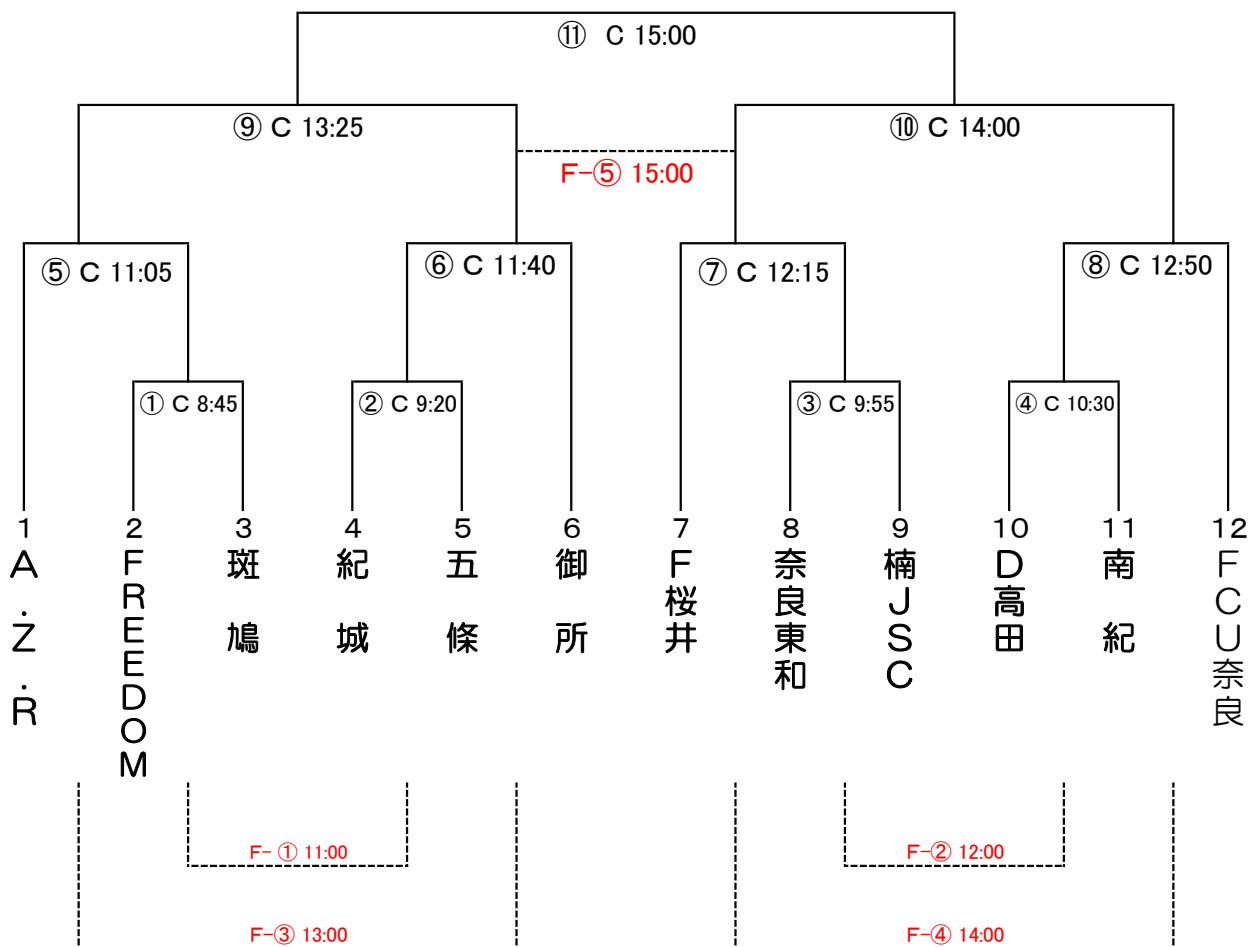 ⑪ C 15:00
⑨ C 13:25
⑩ C 14:00
F-⑤ 15:00
⑤ C 11:05
⑥ C 11:40
⑦ C 12:15
⑧ C 12:50
① C 8:45
② C 9:20
③ C 9:55
④ C 10:30
1
2
3
4
5
6
7
8
9
10
11
12
A.Z.R
FREEDOM
斑鳩
紀城
五條
御所
F桜井
奈良東和
楠JSC
D高田
南紀
FCU奈良
F-① 11:00
F-② 12:00
F-③ 13:00
F-④ 14:00